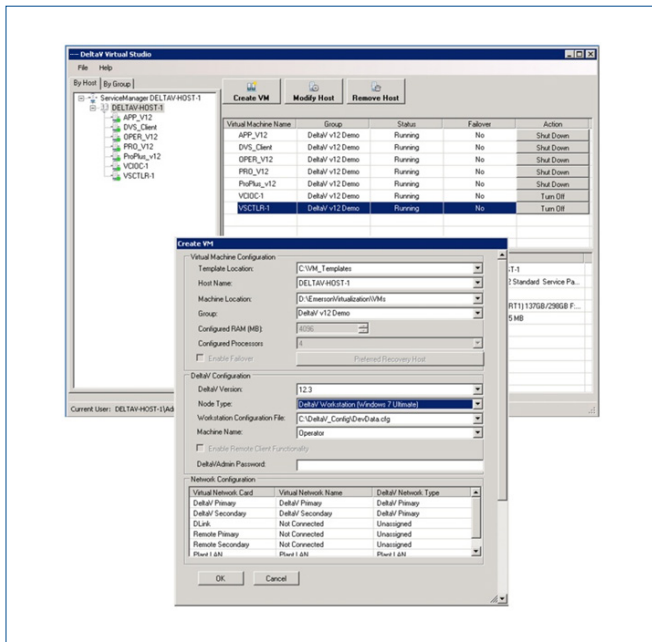 DeltaV Virtual Studio
File Help
By Host By Group
ServiceManager DELTAV-HOST-1
DELTAV-HOST-1
APP_V12
DVS_Client
OPER_V12
PRO_V12
ProPlus_v12
VCIOC-1
VSCTLR-1
Create VM Modify Host Remove Host
Virtual Machine Name Group Status Failover Action
APP_V12 DeltaV v12 Demo Running No Shut Down
DVS_Client DeltaV v12 Demo Running No Shut Down
OPER_V12 DeltaV v12 Demo Running No Shut Down
PRO_V12 DeltaV v12 Demo Running No Shut Down
ProPlus_v12 DeltaV v12 Demo Running No Shut Down
VCIOC-1 DeltaV v12 Demo Running No Turn Off
VSCTLR-1 DeltaV v12 Demo Running No Turn Off
T-1
2 Standard Service Pa...
RT1) 137GB/298GB F:...
5 MB
Current User: DELTAV-HOST-1\Ad
Create VM
Virtual Machine Configuration
Template Location: C:\VM_Templates
Host Name: DELTAV-HOST-1
Machine Location: D:\EmersonVirtualization\VMs
Group: DeltaV v12 Demo
Configured RAM (MB): 4096
Configured Processors 4
Enable Failover Preferred Recovery Host
DeltaV Configuration
DeltaV Version: 12.3
Node Type: DeltaV Workstation (Windows 7 Ultimate)
Workstation Configuration File: C:\DeltaV_Config\DevData.cfg
Machine Name: Operator
Enable Remote Client Functionality
DeltaVAdmin Password:
Network Configuration
Virtual Network Card Virtual Network Name DeltaV Network Type
DeltaV Primary DeltaV Primary DeltaV Primary
DeltaV Secondary DeltaV Secondary DeltaV Secondary
DLink Not Connected Unassigned
Remote Primary Not Connected Unassigned
Remote Secondary Not Connected Unassigned
Plant LAN Plant LAN Plant LAN
OK Cancel